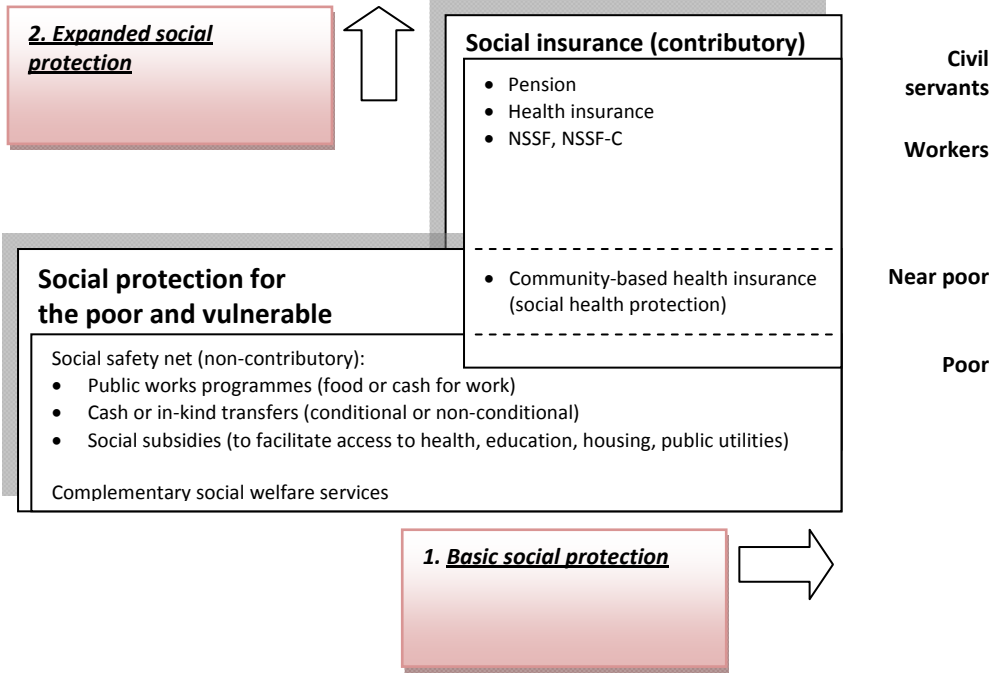 2. Expanded social
protection
Social insurance (contributory)
• Pension
• Health insurance
• NSSF, NSSF-C
Civil
servants
Workers
• Community-based health insurance
(social health protection)
Near poor
Poor
Social protection for
the poor and vulnerable
Social safety net (non-contributory):
• Public works programmes (food or cash for work)
• Cash or in-kind transfers (conditional or non-conditional)
• Social subsidies (to facilitate access to health, education, housing, public utilities)
Complementary social welfare services
1. Basic social protection